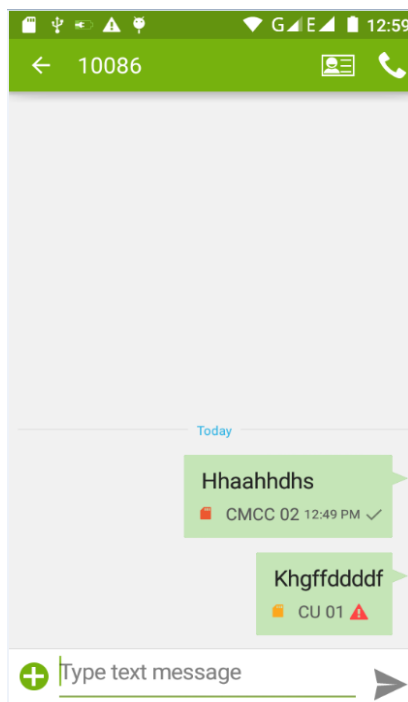 G E 12:59
10086
Today
Hhaahhdhs
CMCC 02 12:49 PM
Khgffddddf
CU 01
Type text message